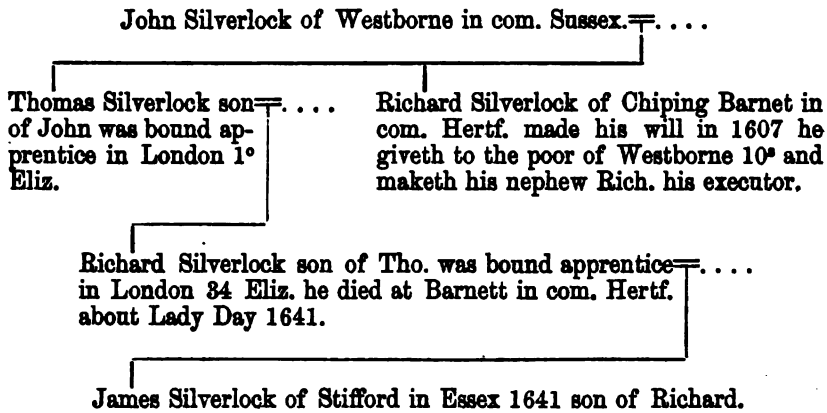 John Silverlock of Westborne in com. Sussex.=....
Thomas Silverlock son=....
of John was bound ap-
prentice in London 1º
Eliz.
Richard Silverlock of Chiping Barnet in
com. Hertf. made his will in 1607 he
giveth to the poor of Westborne 10ˢ and
maketh his nephew Rich. his executor.
Richard Silverlock son of Tho. was bound apprentice=....
in London 34 Eliz. he died at Barnett in com. Hertf.
about Lady Day 1641.
James Silverlock of Stifford in Essex 1641 son of Richard.